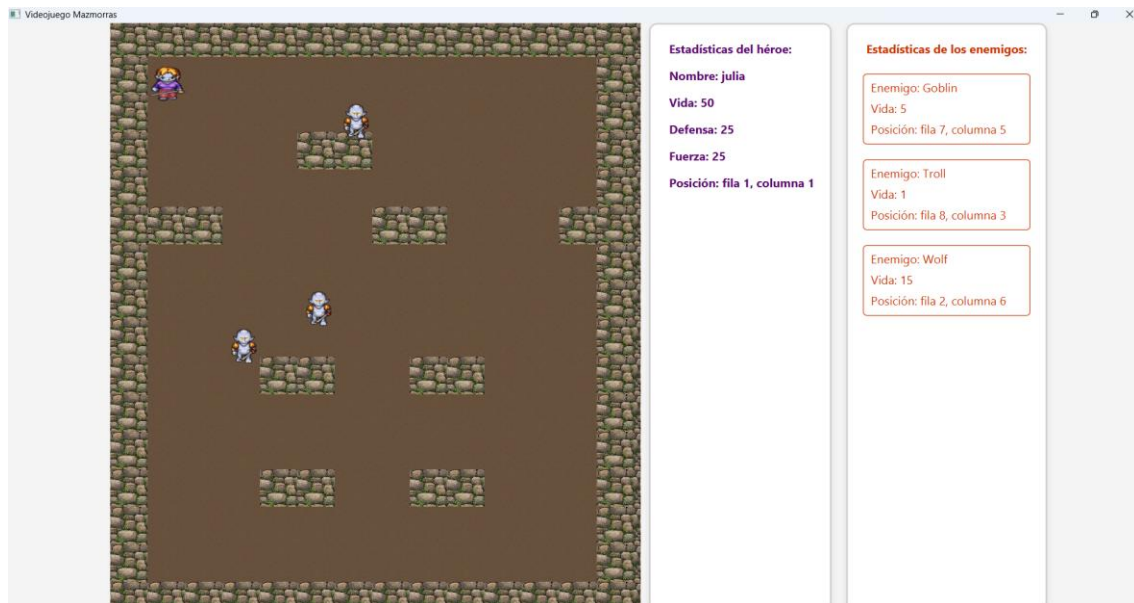 Videojuego Mazmorras
Estadísticas del héroe:
Nombre: julia
Vida: 50
Defensa: 25
Fuerza: 25
Posición: fila 1, columna 1
Estadísticas de los enemigos:
Enemigo: Goblin
Vida: 5
Posición: fila 7, columna 5
Enemigo: Troll
Vida: 1
Posición: fila 8, columna 3
Enemigo: Wolf
Vida: 15
Posición: fila 2, columna 6